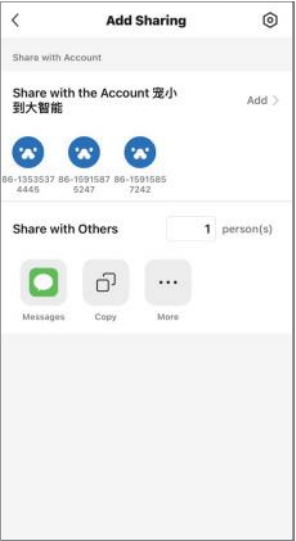 Add Sharing
Share with Account
Share with the Account 宠小
到大智能
Add
86-1353537 86-1591587 86-1591585
4445 5247 7242
Share with Others 1 person(s)
Messages Copy More